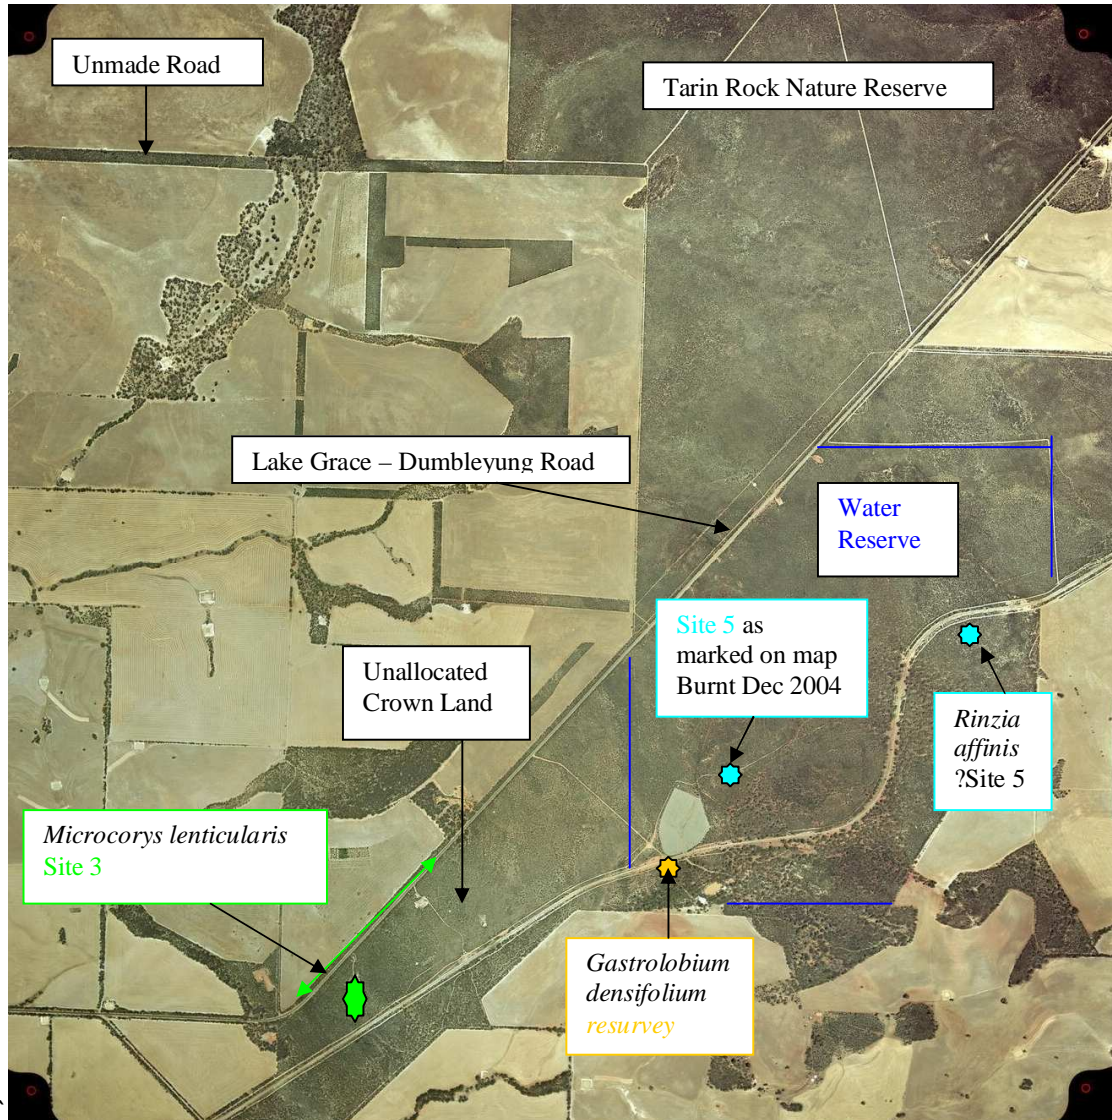 Unmade Road
Tarin Rock Nature Reserve
Lake Grace – Dumbleyung Road
Water
Reserve
Site 5 as
marked on map
Burnt Dec 2004
Unallocated
Crown Land
Rinzia
affinis
?Site 5
Microcorys lenticularis
Site 3
Gastrolobium
densifolium
resurvey